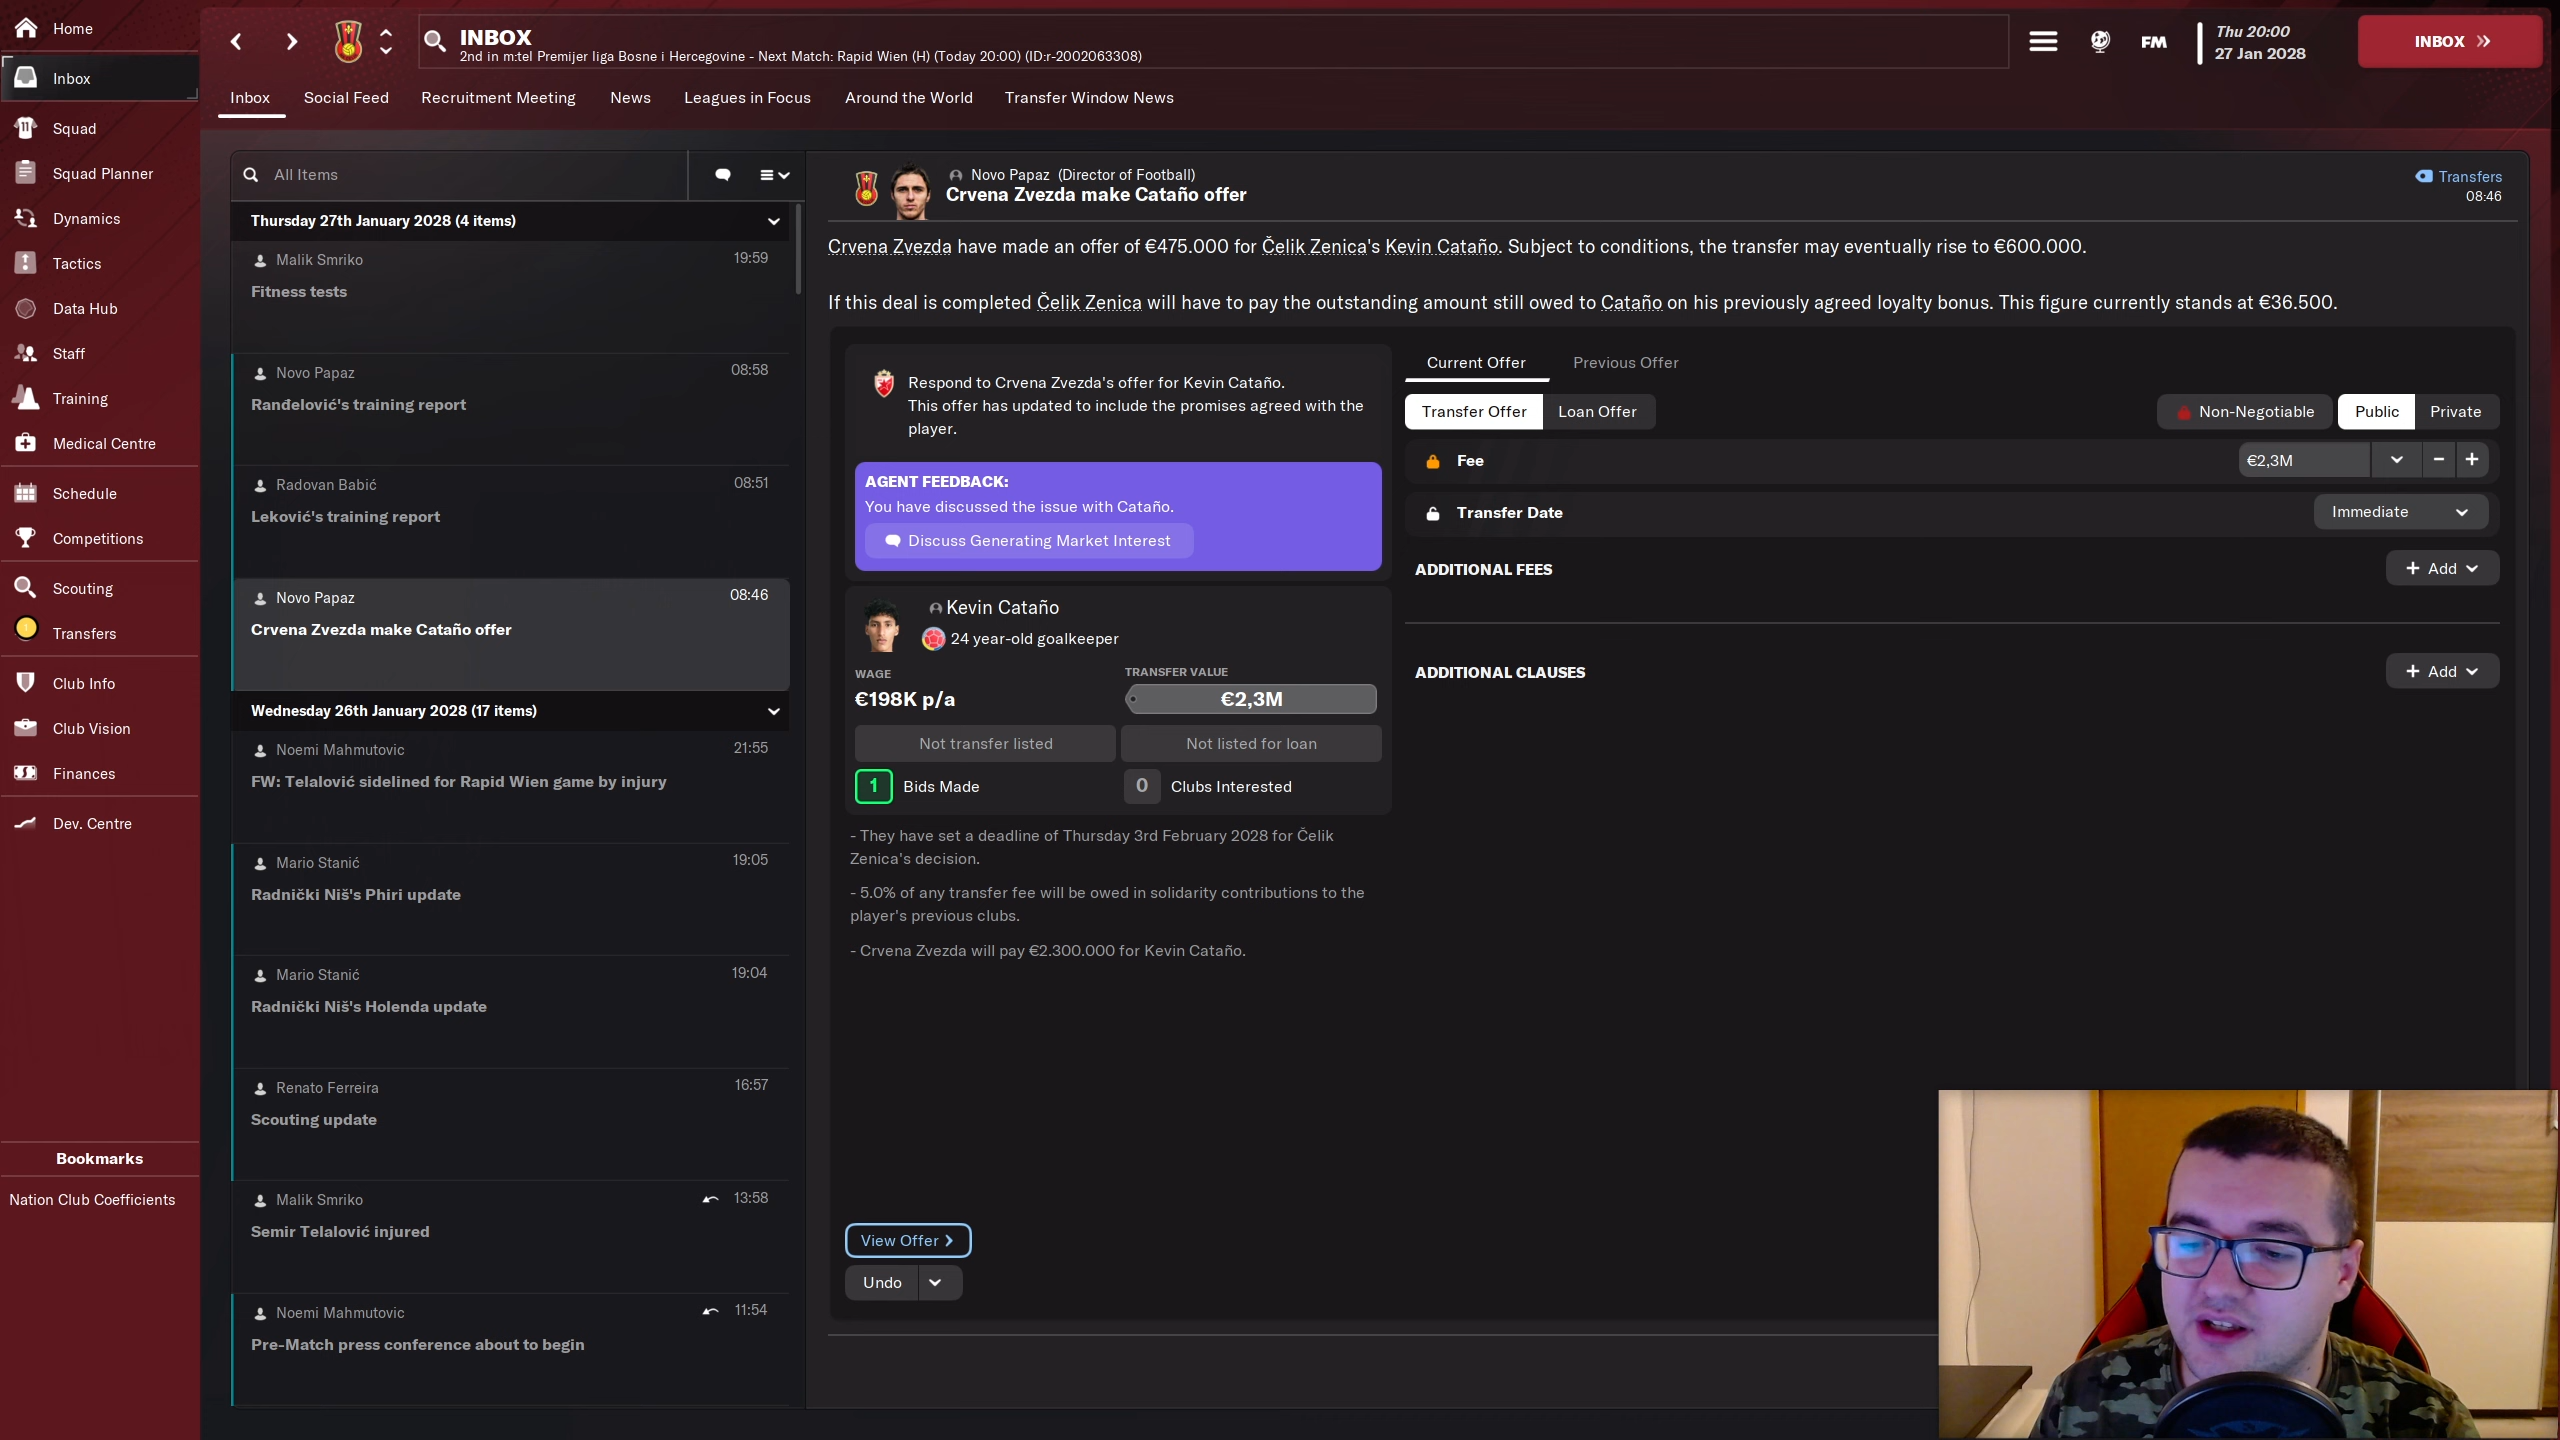 Home
Inbox
Squad
Squad Planner
Dynamics
Tactics
Data Hub
Staff
Training
Medical Centre
Schedule
Competitions
Scouting
Transfers
Club Info
Club Vision
Finances
Dev. Centre
Bookmarks
Nation Club Coefficients
INBOX
2nd in m:tel Premijer liga Bosne i Hercegovine - Next Match: Rapid Wien (H) (Today 20:00) (ID:r-2002063308)
FM
Thu 20:00
27 Jan 2028
INBOX
Inbox Social Feed Recruitment Meeting News Leagues in Focus Around the World Transfer Window News
All Items
Thursday 27th January 2028 (4 items)
Malik Smriko 19:59
Fitness tests
Novo Papaz 08:58
Ranđelović's training report
Radovan Babić 08:51
Leković's training report
Novo Papaz 08:46
Crvena Zvezda make Cataño offer
Wednesday 26th January 2028 (17 items)
Noemi Mahmutovic 21:55
FW: Telalović sidelined for Rapid Wien game by injury
Mario Stanić 19:05
Radnički Niš's Phiri update
Mario Stanić 19:04
Radnički Niš's Holenda update
Renato Ferreira 16:57
Scouting update
Malik Smriko 13:58
Semir Telalović injured
Noemi Mahmutovic 11:54
Pre-Match press conference about to begin
Novo Papaz (Director of Football)
Crvena Zvezda make Cataño offer
Transfers
08:46
Crvena Zvezda have made an offer of €475.000 for Čelik Zenica's Kevin Cataño. Subject to conditions, the transfer may eventually rise to €600.000.
If this deal is completed Čelik Zenica will have to pay the outstanding amount still owed to Cataño on his previously agreed loyalty bonus. This figure currently stands at €36.500.
Respond to Crvena Zvezda's offer for Kevin Cataño.
This offer has updated to include the promises agreed with the
player.
AGENT FEEDBACK:
You have discussed the issue with Cataño.
Discuss Generating Market Interest
Kevin Cataño
24 year-old goalkeeper
WAGE TRANSFER VALUE
€198K p/a €2,3M
Not transfer listed Not listed for loan
1 Bids Made 0 Clubs Interested
- They have set a deadline of Thursday 3rd February 2028 for Čelik
Zenica's decision.
- 5.0% of any transfer fee will be owed in solidarity contributions to the
player's previous clubs.
- Crvena Zvezda will pay €2.300.000 for Kevin Cataño.
View Offer
Undo
Current Offer Previous Offer
Transfer Offer Loan Offer Non-Negotiable Public Private
Fee €2,3M
Transfer Date Immediate
ADDITIONAL FEES Add
ADDITIONAL CLAUSES Add